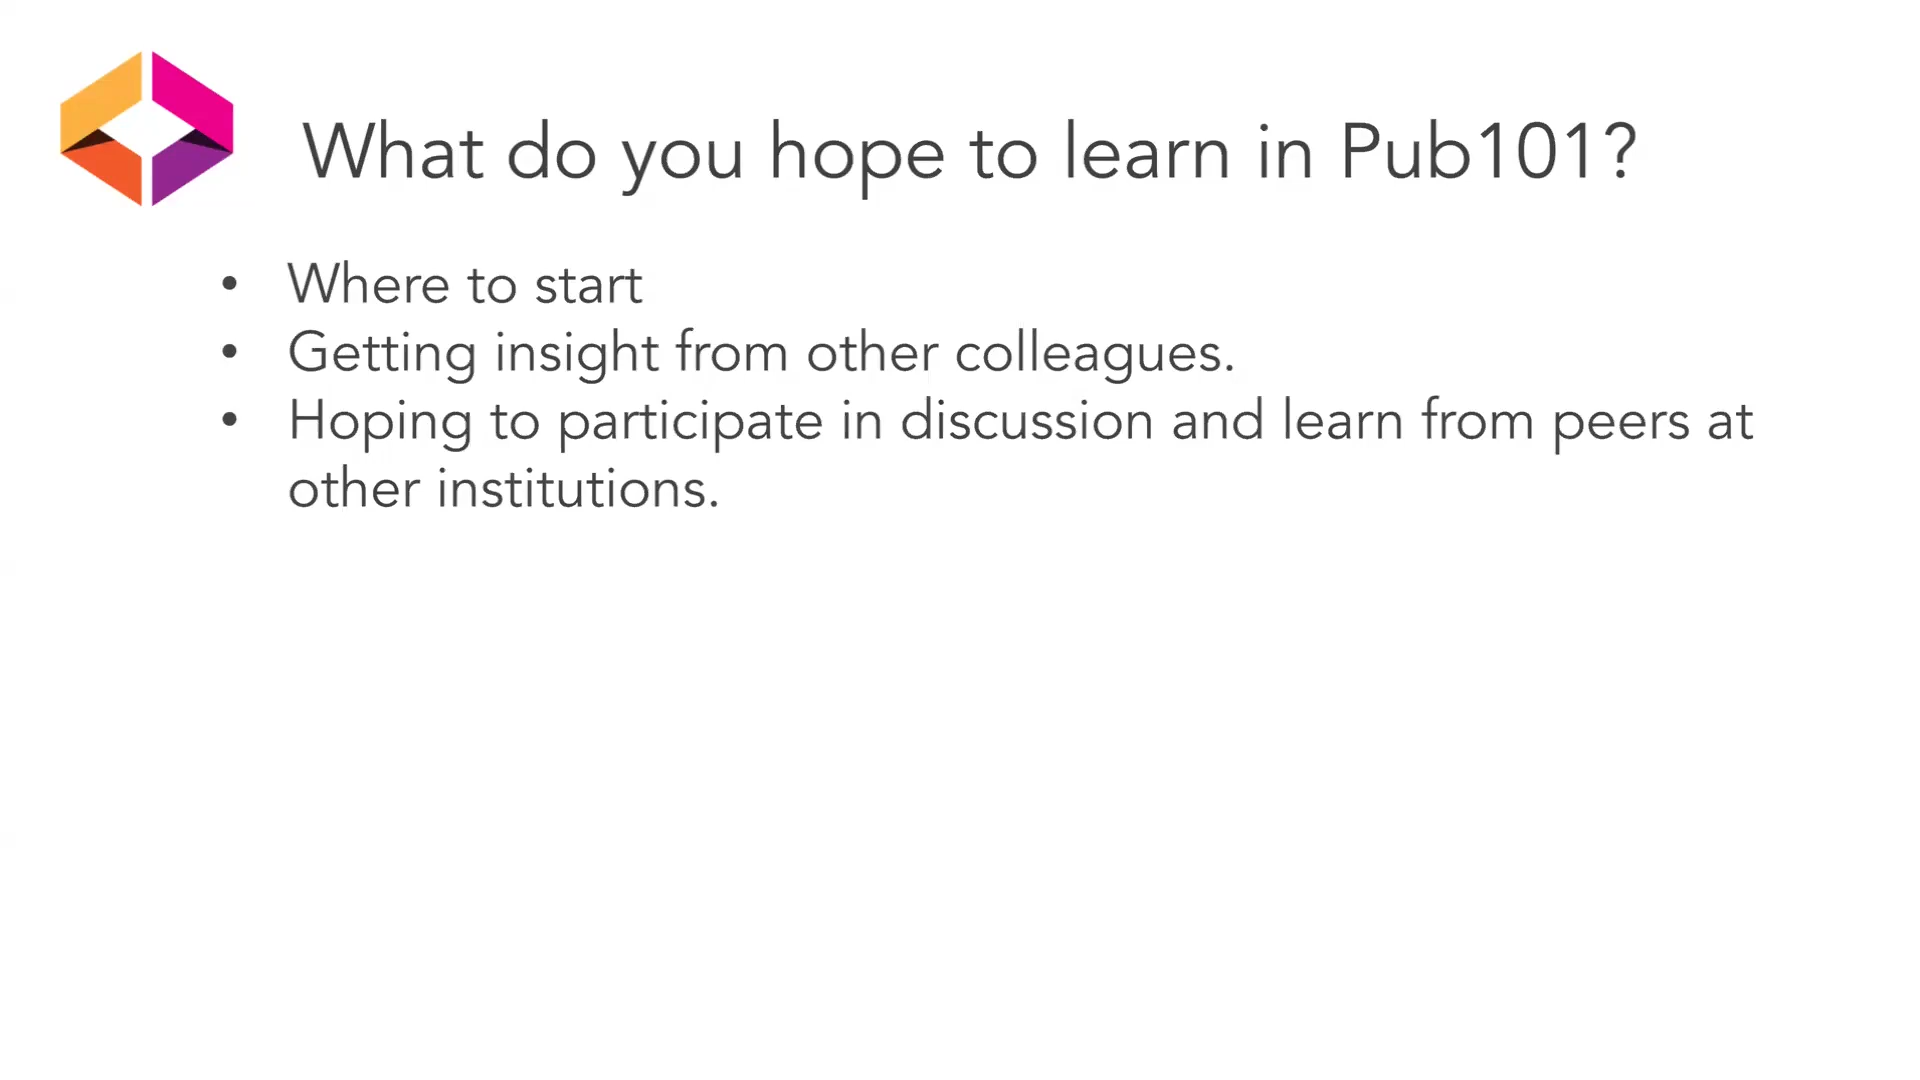 What do you hope to learn in Pub101?
• Where to start
• Getting insight from other colleagues.
• Hoping to participate in discussion and learn from peers at
other institutions.